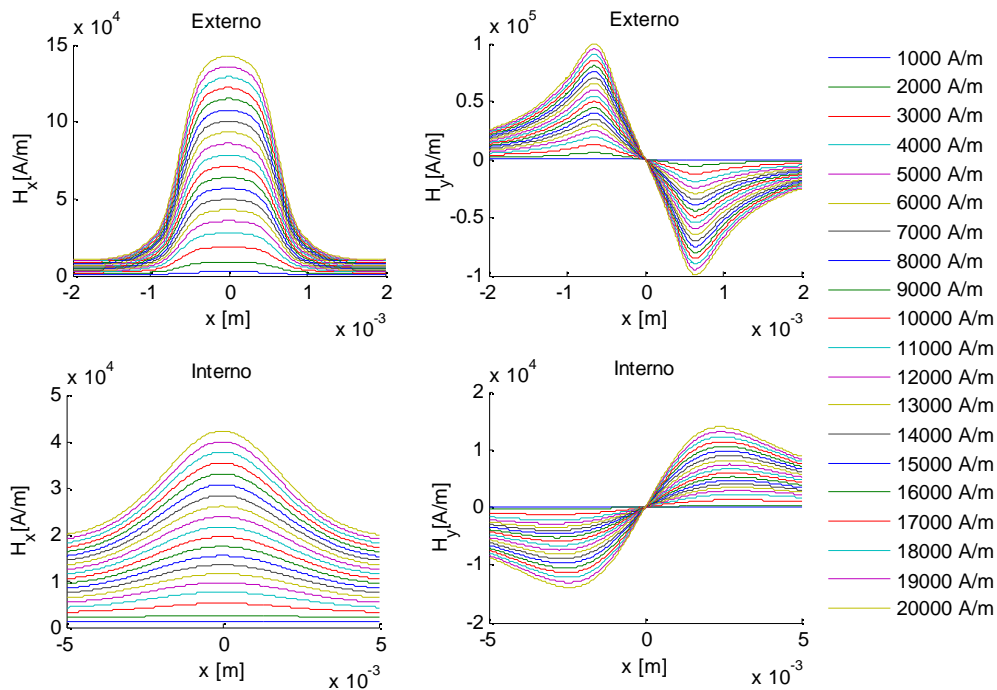 x 10^4
Externo
15
10
5
0
H_x[A/m]
-2 -1 0 1 2
x [m]
x 10^-3
x 10^5
Externo
1
0.5
0
-0.5
-1
H_y[A/m]
-2 -1 0 1 2
x [m]
x 10^-3
x 10^4
Interno
5
4
3
2
1
0
H_x[A/m]
-5 0 5
x [m]
x 10^-3
x 10^4
Interno
2
1
0
-1
-2
H_y[A/m]
-5 0 5
x [m]
x 10^-3
1000 A/m
2000 A/m
3000 A/m
4000 A/m
5000 A/m
6000 A/m
7000 A/m
8000 A/m
9000 A/m
10000 A/m
11000 A/m
12000 A/m
13000 A/m
14000 A/m
15000 A/m
16000 A/m
17000 A/m
18000 A/m
19000 A/m
20000 A/m